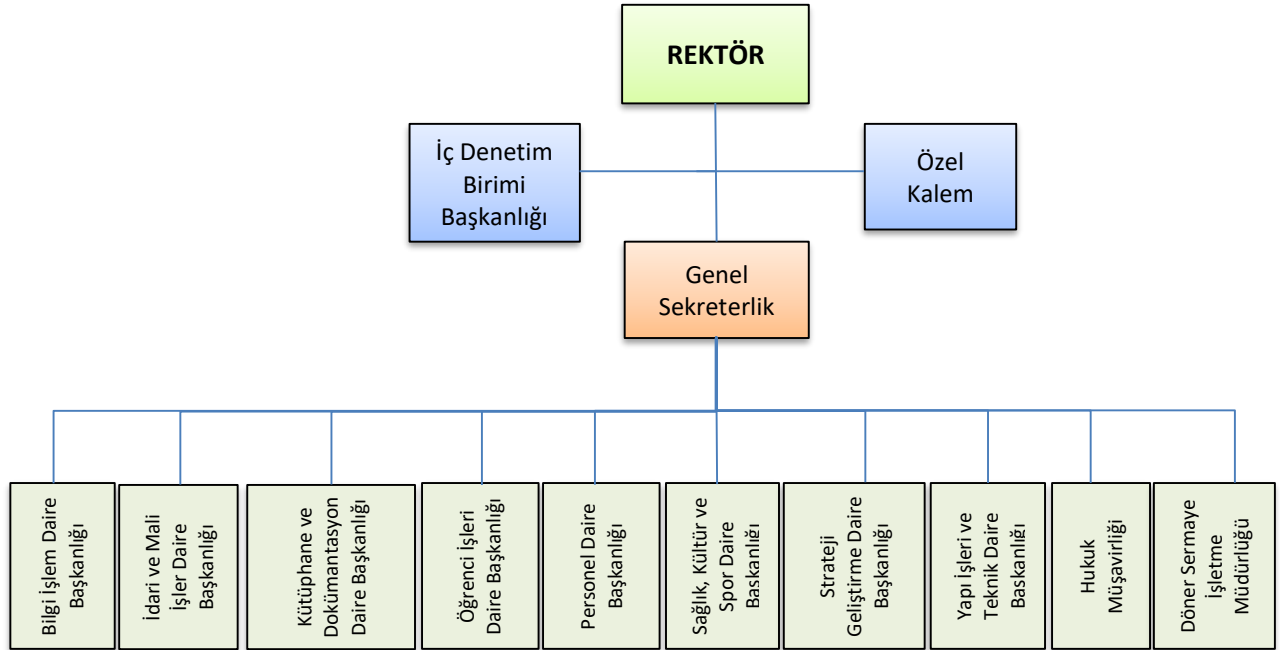 REKTÖR
İç Denetim
Birimi
Başkanlığı
Özel
Kalem
Genel
Sekreterlik
Bilgi İşlem Daire
Başkanlığı
İdari ve Mali
İşler Daire
Başkanlığı
Kütüphane ve
Dokümantasyon
Daire Başkanlığı
Öğrenci İşleri
Daire Başkanlığı
Personel Daire
Başkanlığı
Sağlık, Kültür ve
Spor Daire
Baskanlıěı
Strateji
Geliştirme Daire
Başkanlığı
Yapı İşleri ve
Teknik Daire
Baskanlığı
Hukuk
Müşavirliği
Döner Sermaye
İşletme
Müdürlüğü